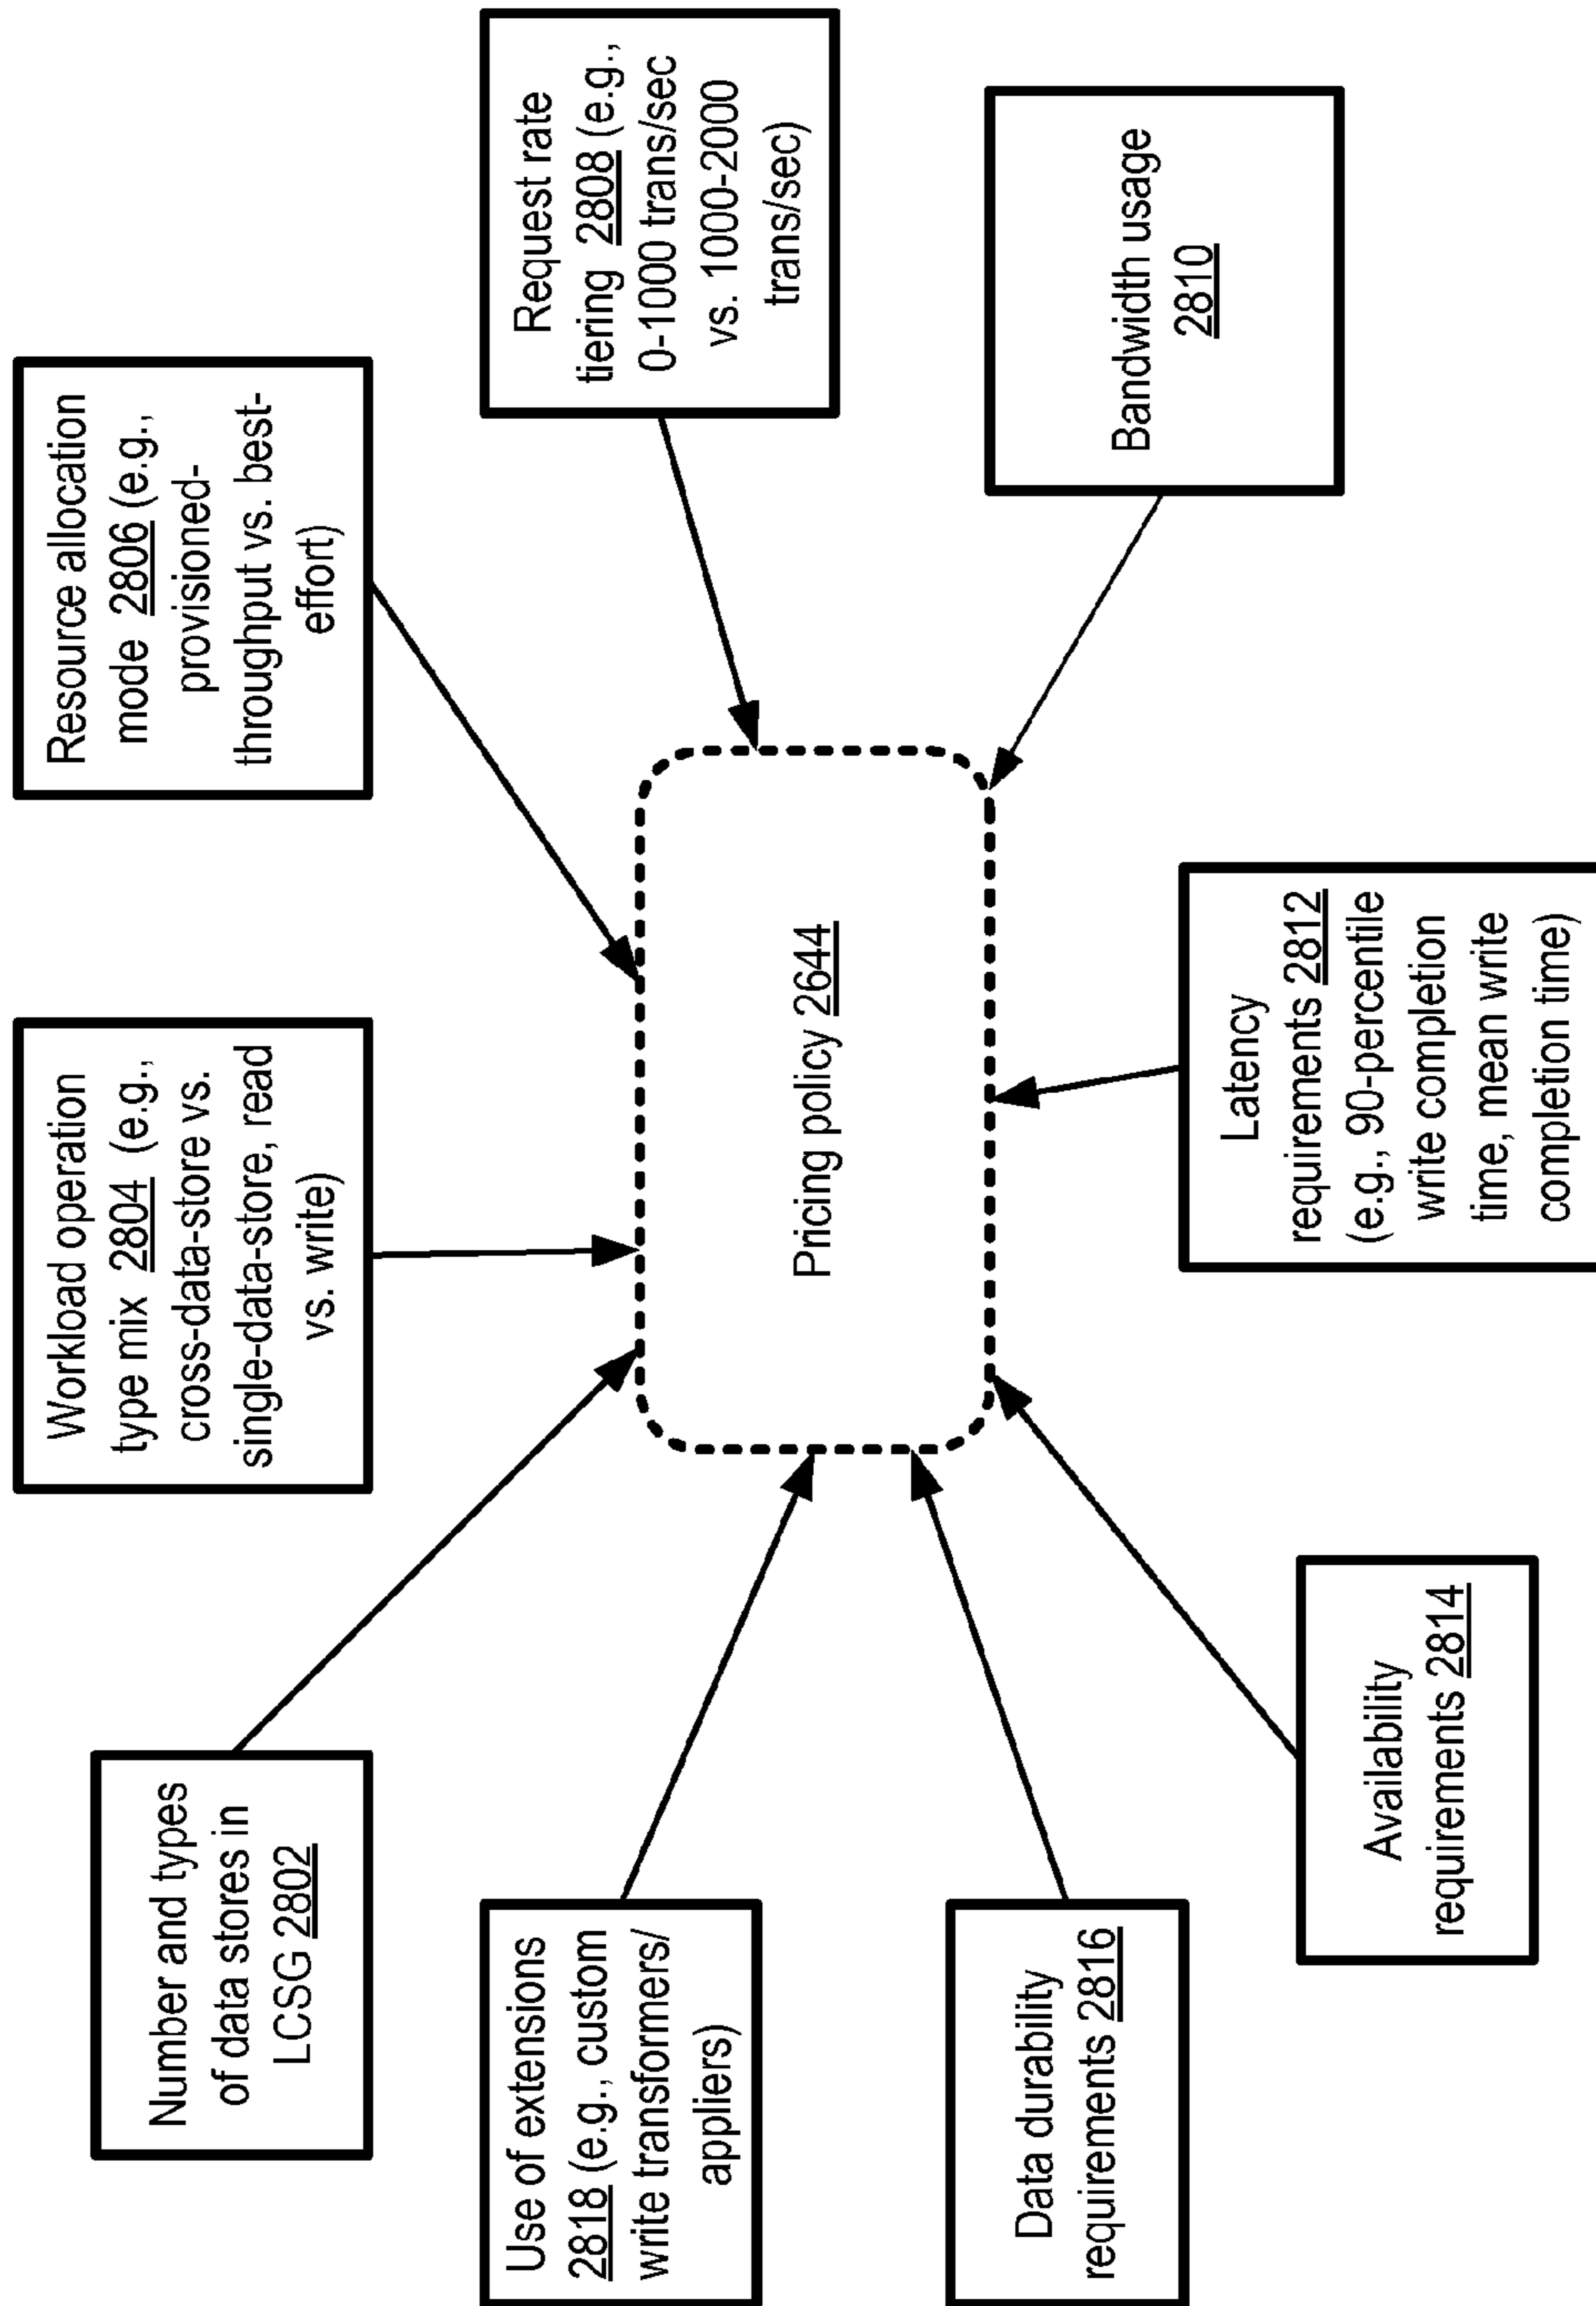 Number and types
of data stores in
LCSG 2802
Workload operation
type mix 2804 (e.g.,
cross-data-store vs.
single-data-store, read
vs. write)
Resource allocation
mode 2806 (e.g.,
provisioned-
throughput vs. best-
effort)
Request rate
tiering 2808 (e.g.,
0-1000 trans/sec
vs. 1000-2000
trans/sec)
Use of extensions
2818 (e.g., custom
write transformers/
appliers)
Pricing policy 2644
Bandwidth usage
2810
Data durability
requirements 2816
Availability
requirements 2814
Latency
requirements 2812
(e.g., 90-percentile
write completion
time, mean write
completion time)